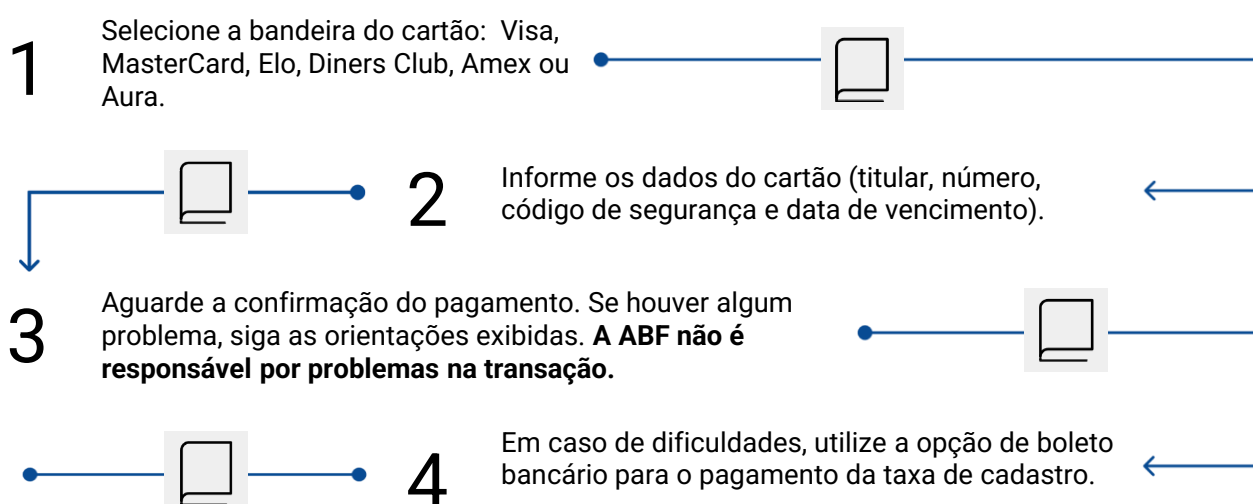 1
Selecione a bandeira do cartão: Visa,
MasterCard, Elo, Diners Club, Amex ou
Aura.
2
Informe os dados do cartão (titular, número,
código de segurança e data de vencimento).
3
Aguarde a confirmação do pagamento. Se houver algum
problema, siga as orientações exibidas. A ABF não é
responsável por problemas na transação.
4
Em caso de dificuldades, utilize a opção de boleto
bancário para o pagamento da taxa de cadastro.